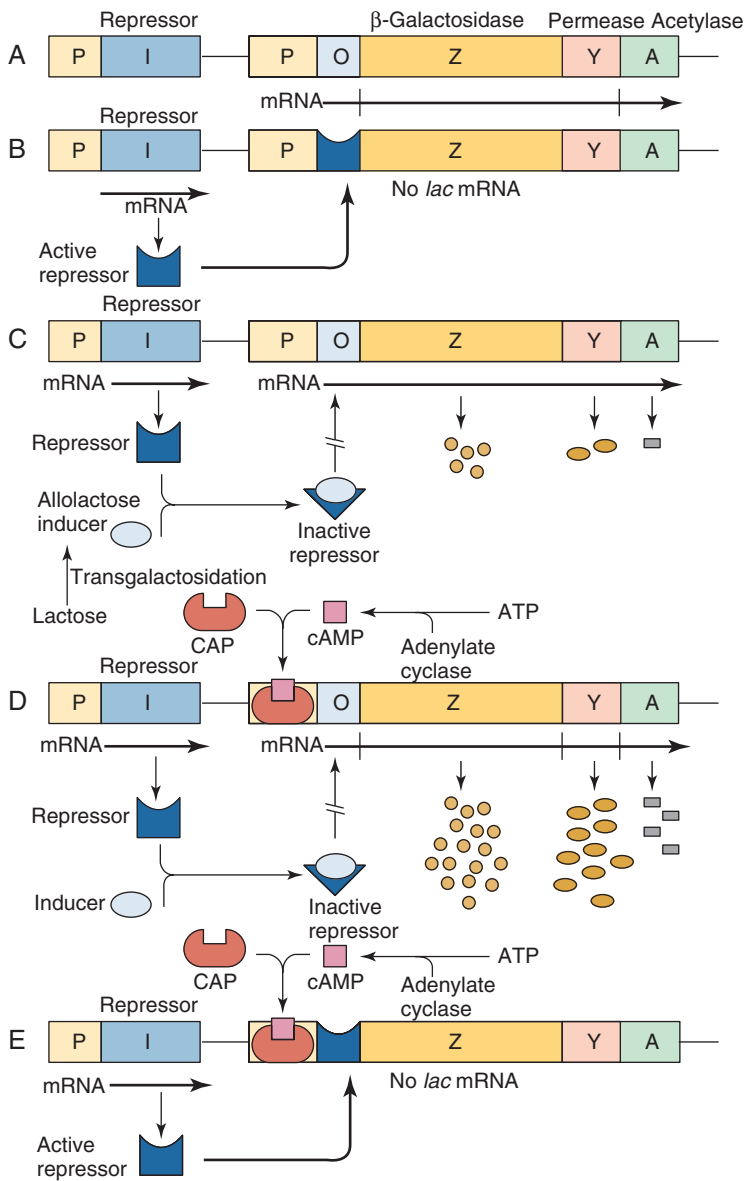 Repressor β-Galactosidase Permease Acetylase
A P I P O Z Y A
mRNA
Repressor
B P I P Z Y A
mRNA
No lac mRNA
Active
repressor
Repressor
C P I P O Z Y A
mRNA mRNA
Repressor
Allolactose
inducer
Inactive
repressor
Transgalactosidation
Lactose
CAP cAMP ATP
Adenylate
cyclase
Repressor
D P I O Z Y A
mRNA mRNA
Repressor
Inducer
Inactive
repressor
CAP cAMP ATP
Adenylate
cyclase
Repressor
E P I Z Y A
mRNA
No lac mRNA
Active
repressor